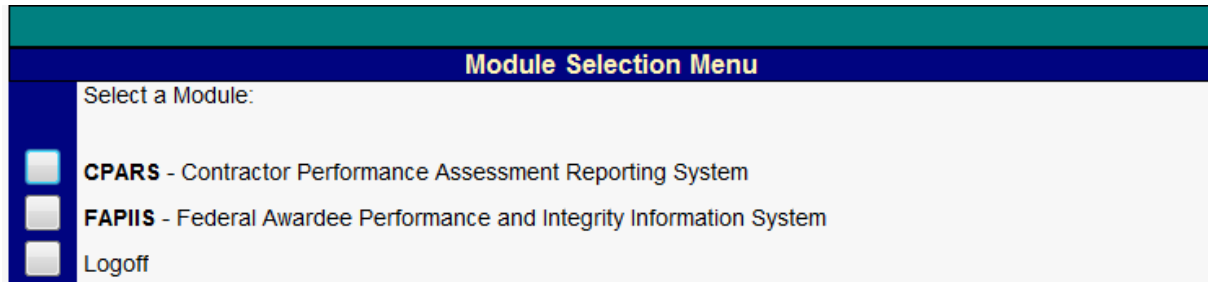 Module Selection Menu
Select a Module:
CPARS - Contractor Performance Assessment Reporting System
FAPIIS - Federal Awardee Performance and Integrity Information System
Logoff